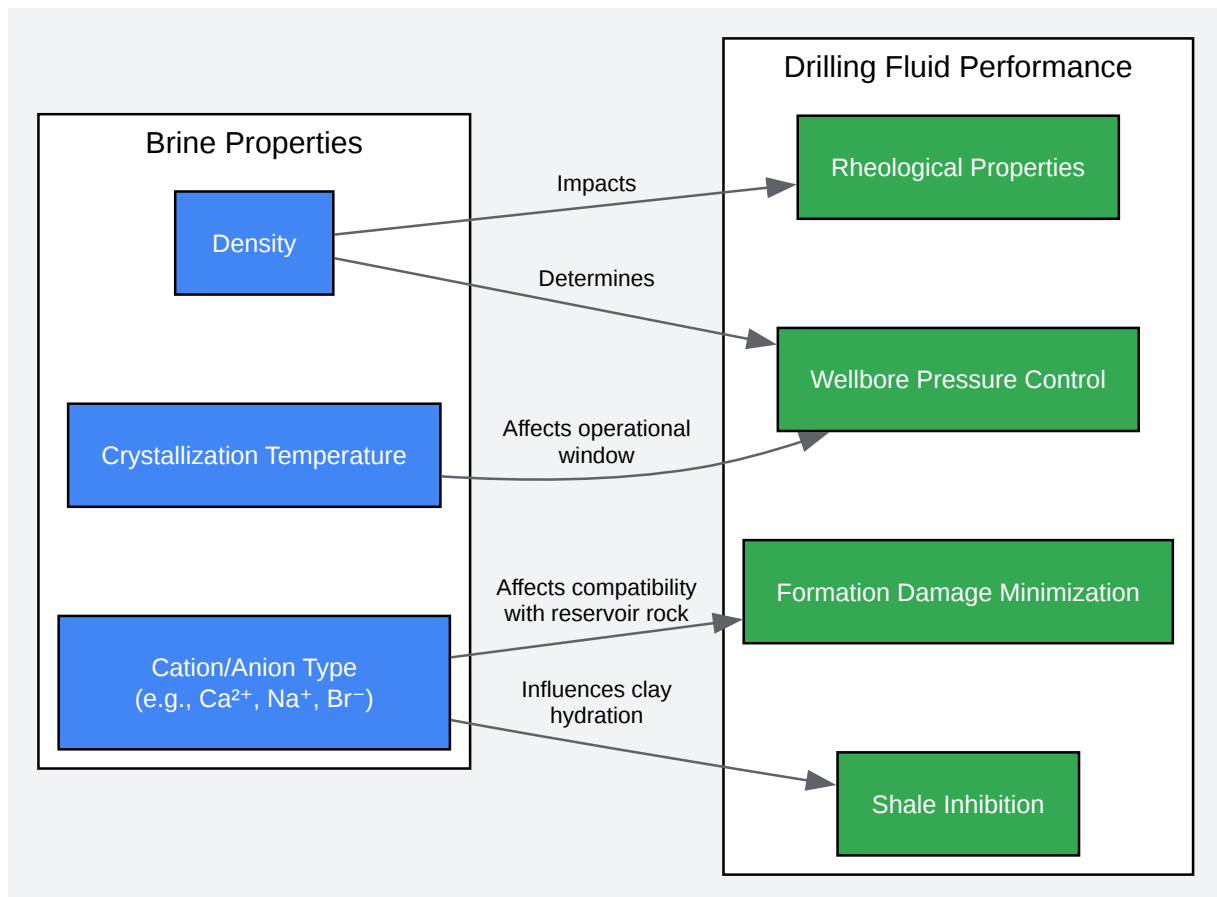 Brine Properties
Density
Crystallization Temperature
Cation/Anion Type
(e.g., Ca²⁺, Na⁺, Br⁻)
Impacts
Determines
Affects operational
window
Affects compatibility
with reservoir rock
Influences clay
hydration
Drilling Fluid Performance
Rheological Properties
Wellbore Pressure Control
Formation Damage Minimization
Shale Inhibition